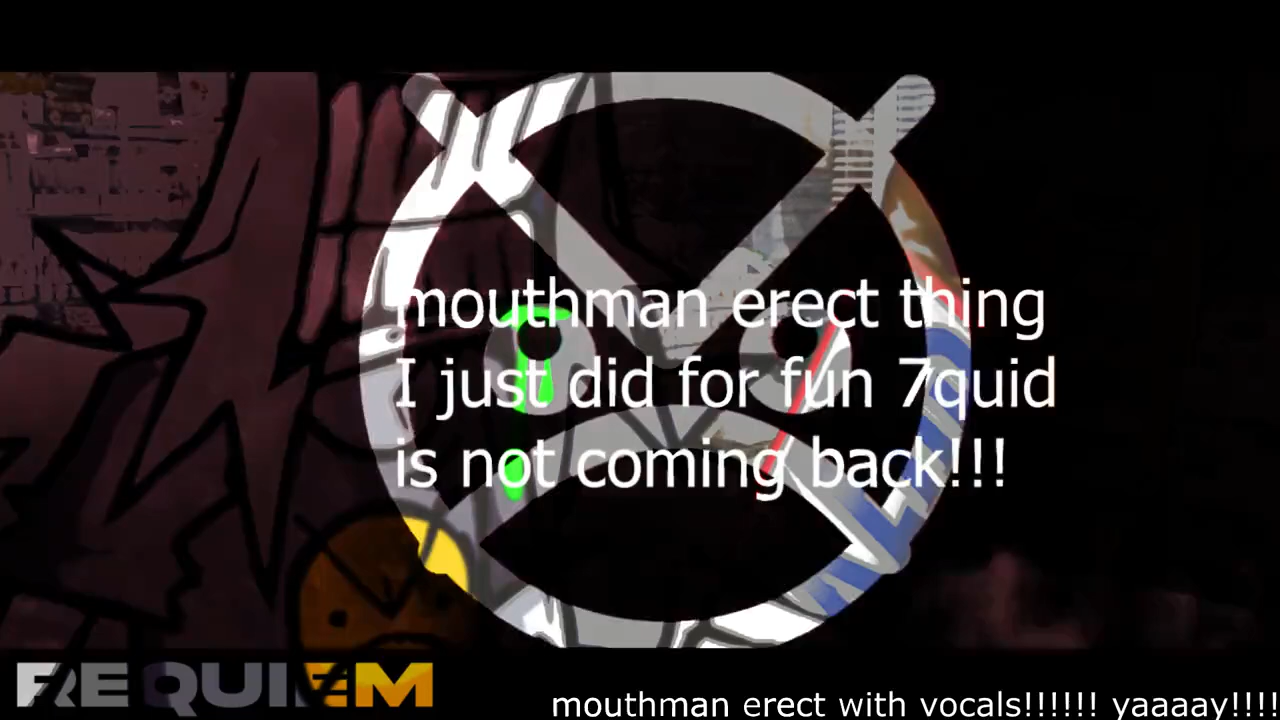 mouthman erect thing
I just did for fun 7quid
is not coming back!!!
REQUIEM
mouthman erect with vocals!!!!!! yaaaay!!!!